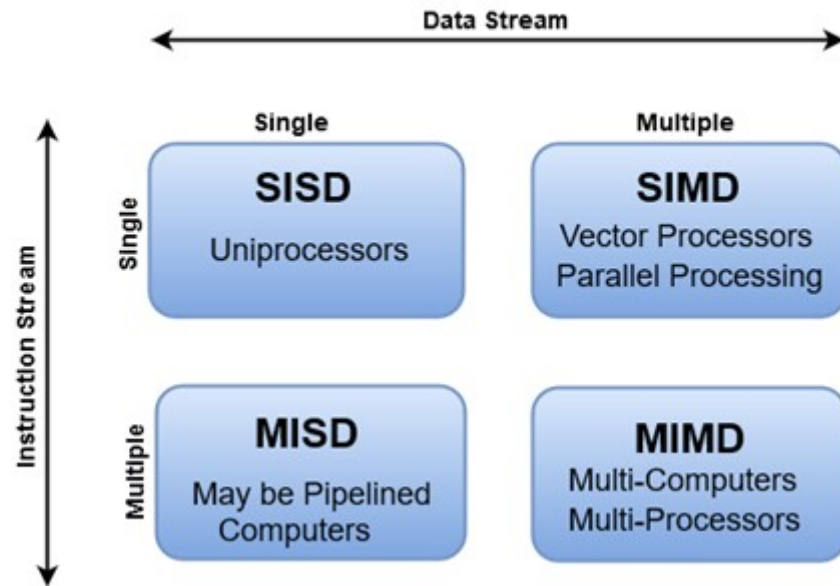 Data Stream
Single
Multiple
Instruction Stream
Single
SISD
Uniprocessors
SIMD
Vector Processors
Parallel Processing
Multiple
MISD
May be Pipelined
Computers
MIMD
Multi-Computers
Multi-Processors